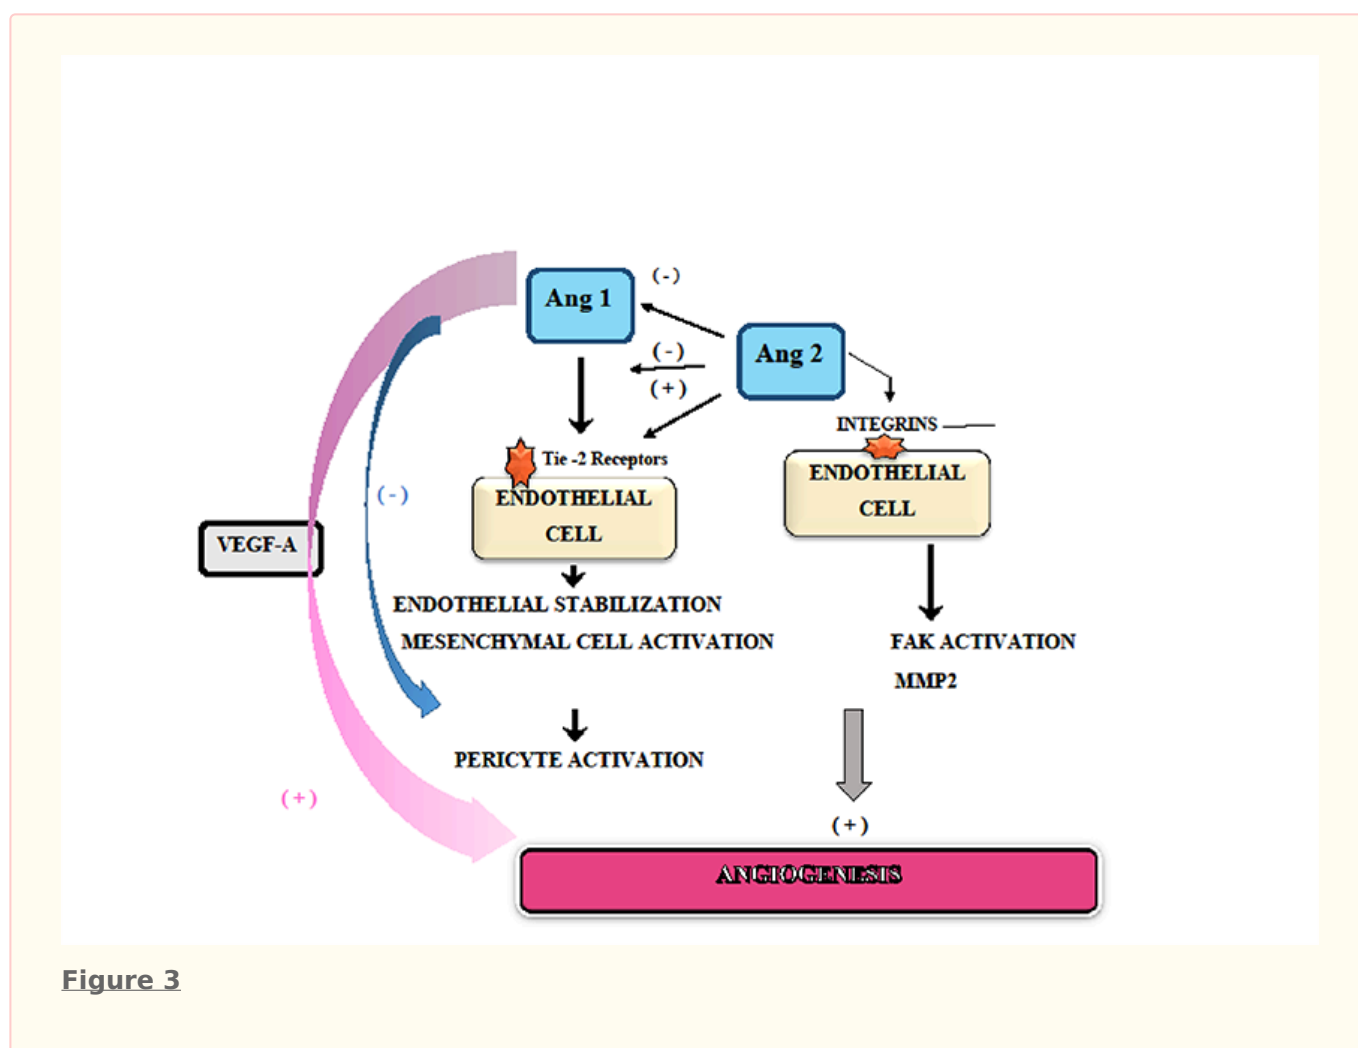 Ang 1
(-)
Ang 2
(-)
(+)
INTEGRINS
Tie -2 Receptors
ENDOTHELIAL
CELL
ENDOTHELIAL
CELL
(-)
VEGF-A
ENDOTHELIAL STABILIZATION
MESENCHYMAL CELL ACTIVATION
FAK ACTIVATION
MMP2
PERICYTE ACTIVATION
(+)
(+)
ANGIOGENESIS
Figure 3